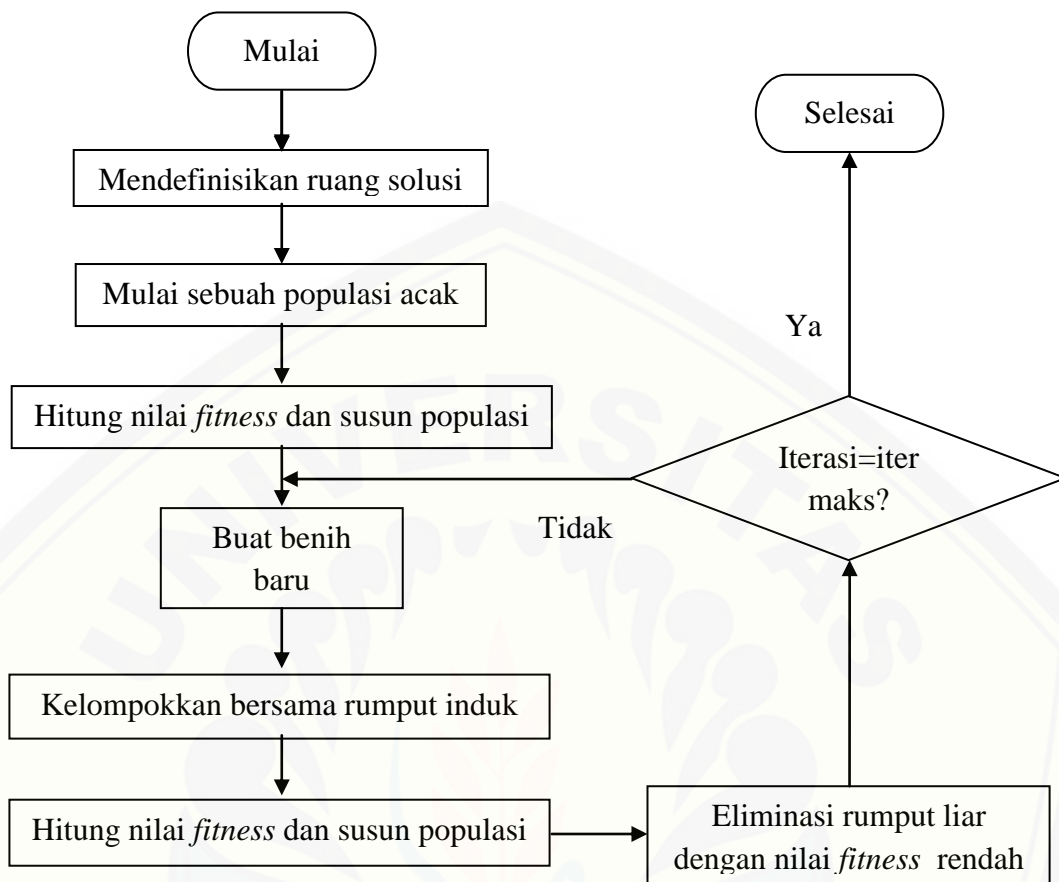 Mulai
Mendefinisikan ruang solusi
Mulai sebuah populasi acak
Hitung nilai fitness dan susun populasi
Buat benih
baru
Kelompokkan bersama rumput induk
Hitung nilai fitness dan susun populasi
Eliminasi rumput liar
dengan nilai fitness rendah
Iterasi=iter
maks?
Tidak
Ya
Selesai
UNIVERSITAS